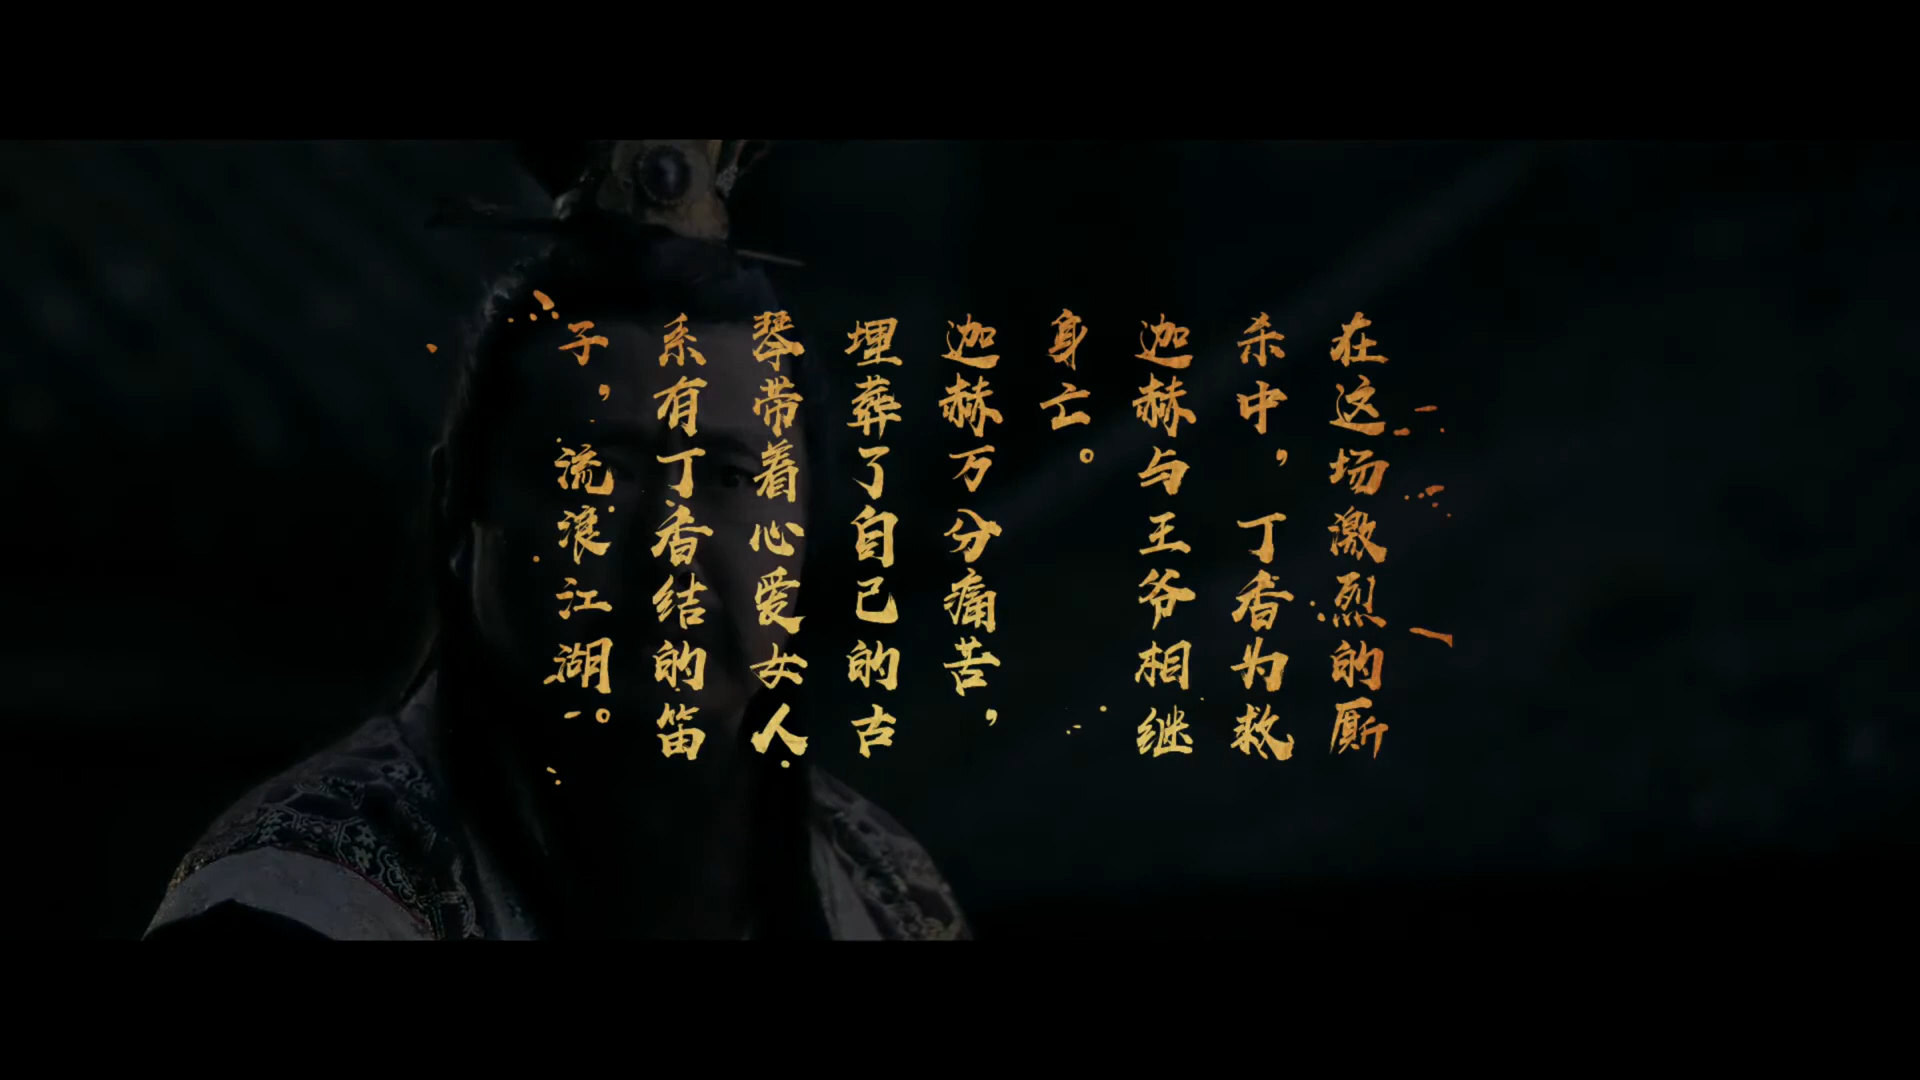 在这场激烈的厮
杀中，丁香为救
迦赫与王爷相继
身亡。
迦赫万分痛苦，
埋葬了自己的古
琴带着心爱女人
系有丁香结的笛
子，流浪江湖。